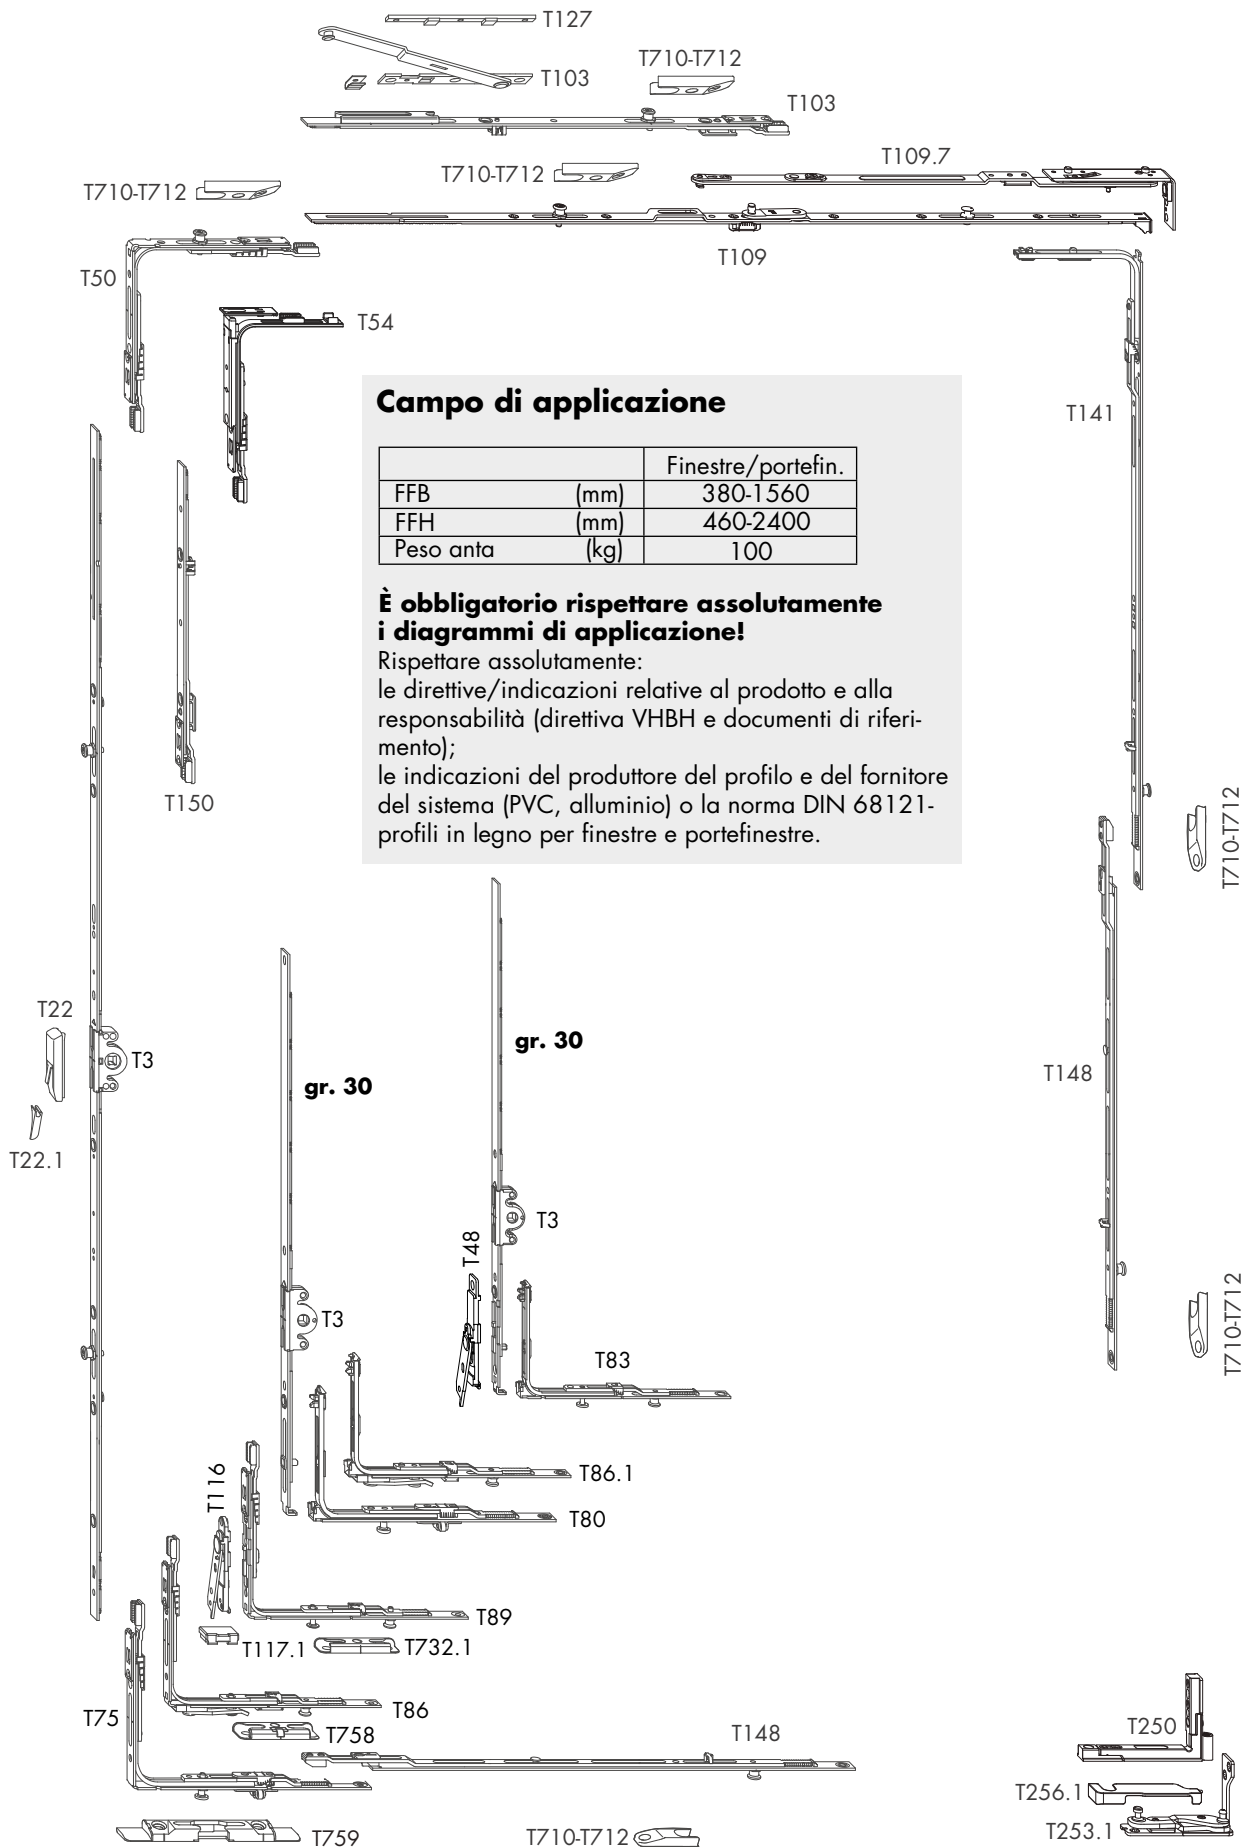 T127
T710-T712
T103
T103
T109.7
T710-T712
T710-T712
T109
T50
T54
Campo di applicazione
Finestre/portefin.
FFB (mm) 380-1560
FFH (mm) 460-2400
Peso anta (kg) 100
È obbligatorio rispettare assolutamente
i diagrammi di applicazione!
Rispettare assolutamente:
le direttive/indicazioni relative al prodotto e alla
responsabilità (direttiva VHBH e documenti di riferi-
mento);
le indicazioni del produttore del profilo e del fornitore
del sistema (PVC, alluminio) o la norma DIN 68121-
profili in legno per finestre e portefinestre.
T141
T150
T710-T712
T22
T3
T22.1
gr. 30
gr. 30
T148
T3
T48
T3
T83
T710-T712
T86.1
T116
T80
T89
T117.1
T732.1
T75
T86
T758
T148
T250
T256.1
T253.1
T759
T710-T712